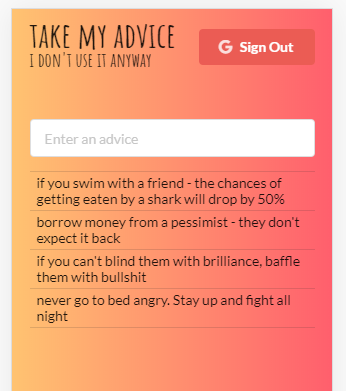 TAKE MY ADVICE
I DON'T USE IT ANYWAY
G Sign Out
Enter an advice
if you swim with a friend - the chances of
getting eaten by a shark will drop by 50%
borrow money from a pessimist - they don't
expect it back
if you can't blind them with brilliance, baffle
them with bullshit
never go to bed angry. Stay up and fight all
night